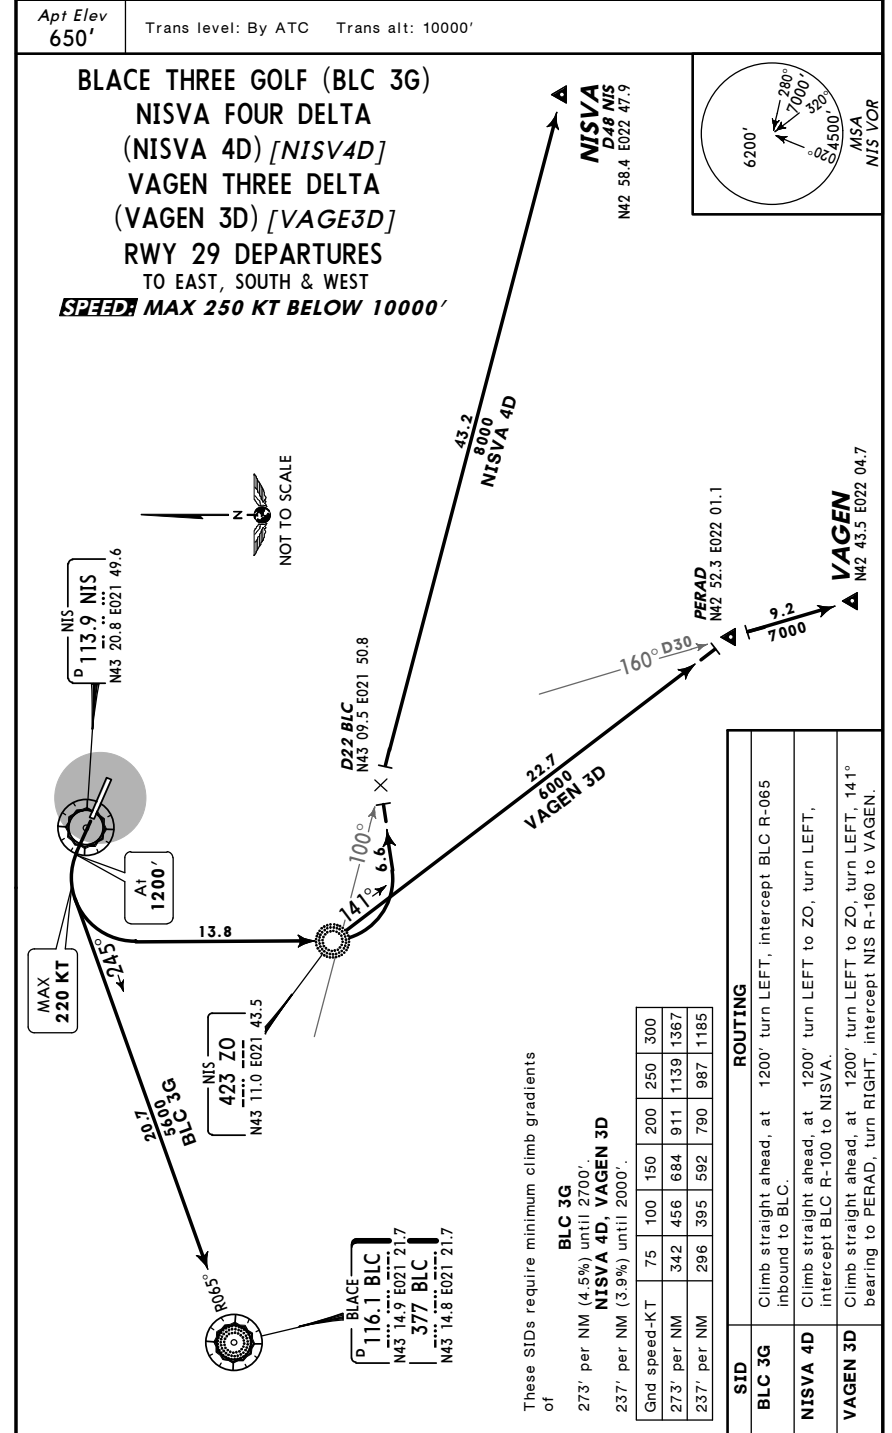 Apt Elev
650'
Trans level: By ATC Trans alt: 10000'
BLACE THREE GOLF (BLC 3G)
NISVA FOUR DELTA
(NISVA 4D) [NISV4D]
VAGEN THREE DELTA
(VAGEN 3D) [VAGE3D]
RWY 29 DEPARTURES
TO EAST, SOUTH & WEST
SPEED: MAX 250 KT BELOW 10000'
NISVA
D48 NIS
N42 58.4 E022 47.9
280°
7000'
320°
6200'
4500'
020°
MSA
NIS VOR
43.2
8000
NISVA 4D
N
NOT TO SCALE
NIS
D 113.9 NIS
N43 20.8 E021 49.6
D22 BLC
N43 09.5 E021 50.8
PERAD
N42 52.3 E022 01.1
VAGEN
N42 43.5 E022 04.7
9.2
7000
160°
D30
22.7
6000
VAGEN 3D
100°
6.6
141°
At
1200'
13.8
MAX
220 KT
245°
NIS
423 ZO
N43 11.0 E021 43.5
20.7
5600
BLC 3G
R065°
BLACE
D 116.1 BLC
N43 14.9 E021 21.7
377 BLC
N43 14.8 E021 21.7
These SIDs require minimum climb gradients
of
BLC 3G
273' per NM (4.5%) until 2700'.
NISVA 4D, VAGEN 3D
237' per NM (3.9%) until 2000'.
Gnd speed-KT 75 100 150 200 250 300
273' per NM 342 456 684 911 1139 1367
237' per NM 296 395 592 790 987 1185
SID ROUTING
BLC 3G Climb straight ahead, at 1200' turn LEFT, intercept BLC R-065
inbound to BLC.
NISVA 4D Climb straight ahead, at 1200' turn LEFT to ZO, turn LEFT,
intercept BLC R-100 to NISVA.
VAGEN 3D Climb straight ahead, at 1200' turn LEFT to ZO, turn LEFT, 141°
bearing to PERAD, turn RIGHT, intercept NIS R-160 to VAGEN.